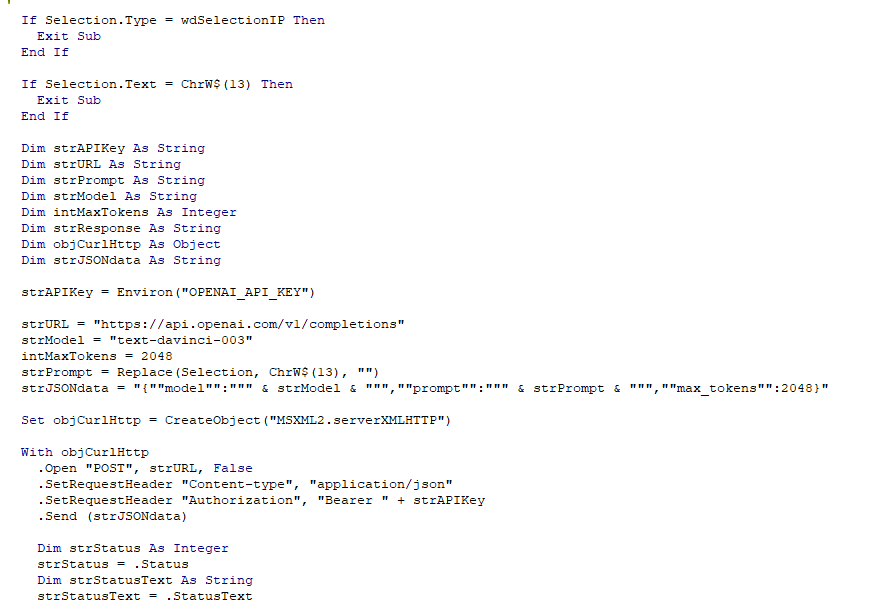 If Selection.Type = wdSelectionIP Then
Exit Sub
End If
If Selection.Text = ChrW$(13) Then
Exit Sub
End If
Dim strAPIKey As String
Dim strURL As String
Dim strPrompt As String
Dim strModel As String
Dim intMaxTokens As Integer
Dim strResponse As String
Dim objCurlHttp As Object
Dim strJSONdata As String
strAPIKey = Environ("OPENAI_API_KEY")
strURL = "https://api.openai.com/v1/completions"
strModel = "text-davinci-003"
intMaxTokens = 2048
strPrompt = Replace(Selection, ChrW$(13), "")
strJSONdata = "{""model"":""" & strModel & """,""prompt"":""" & strPrompt & """,""max_tokens"":2048}"
Set objCurlHttp = CreateObject("MSXML2.serverXMLHTTP")
With objCurlHttp
.Open "POST", strURL, False
.SetRequestHeader "Content-type", "application/json"
.SetRequestHeader "Authorization", "Bearer " + strAPIKey
.Send (strJSONdata)
Dim strStatus As Integer
strStatus = .Status
Dim strStatusText As String
strStatusText = .StatusText